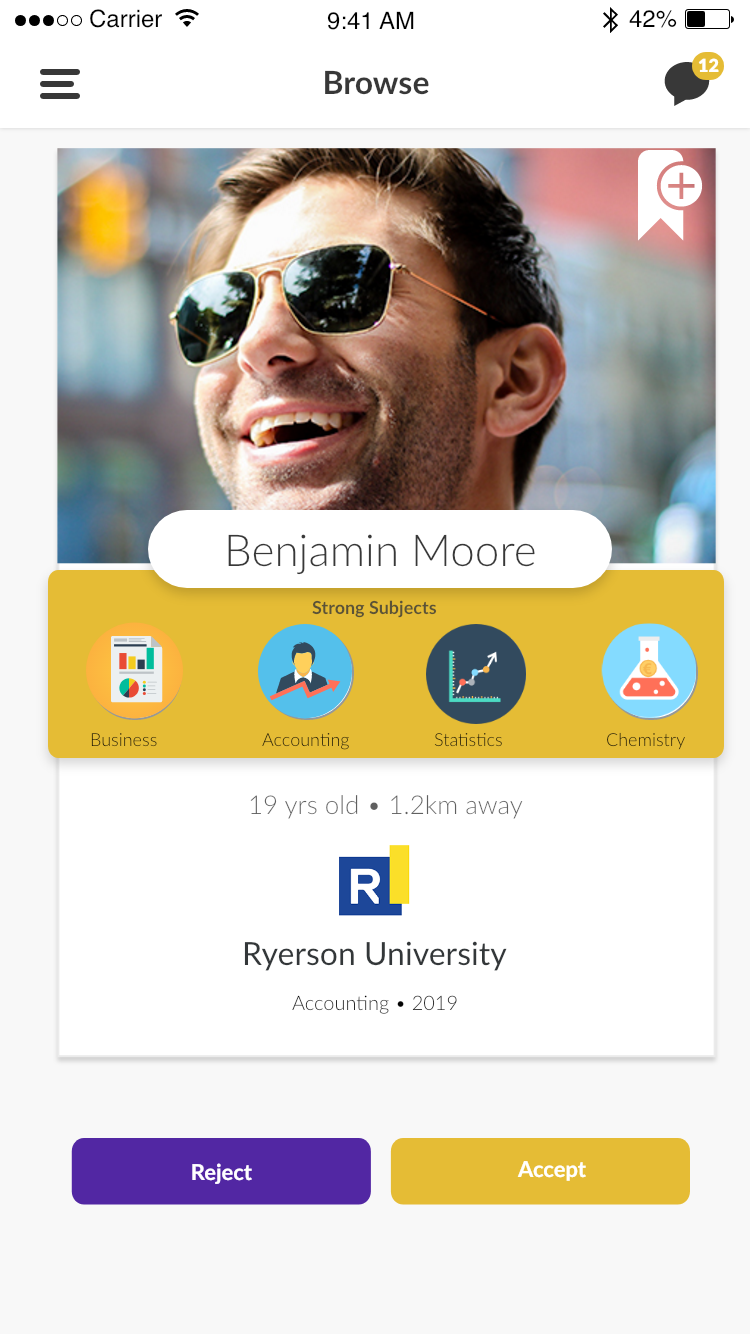 Carrier 9:41 AM 42%
Browse 12
Benjamin Moore
Strong Subjects
Business Accounting Statistics Chemistry
19 yrs old • 1.2km away
R
Ryerson University
Accounting • 2019
Reject Accept